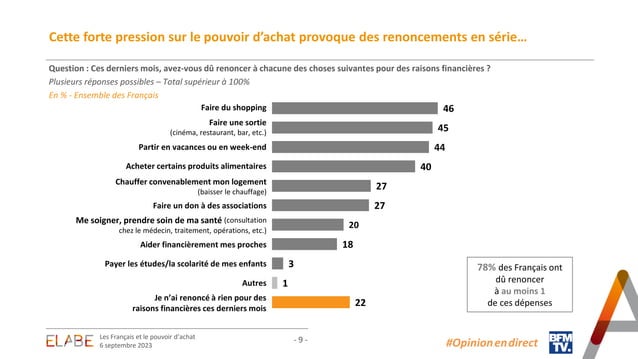 Cette forte pression sur le pouvoir d’achat provoque des renoncements en série…
Question : Ces derniers mois, avez-vous dû renoncer à chacune des choses suivantes pour des raisons financières ?
Plusieurs réponses possibles – Total supérieur à 100%
En % - Ensemble des Français
Faire du shopping 46
Faire une sortie
(cinéma, restaurant, bar, etc.) 45
Partir en vacances ou en week-end 44
Acheter certains produits alimentaires 40
Chauffer convenablement mon logement
(baisser le chauffage) 27
Faire un don à des associations 27
Me soigner, prendre soin de ma santé (consultation
chez le médecin, traitement, opérations, etc.) 20
Aider financièrement mes proches 18
Payer les études/la scolarité de mes enfants 3
Autres 1
Je n’ai renoncé à rien pour des
raisons financières ces derniers mois 22
78% des Français ont
dû renoncer
à au moins 1
de ces dépenses
ELABE
Les Français et le pouvoir d’achat
6 septembre 2023
- 9 -
#Opinionendirect
BFM
TV.